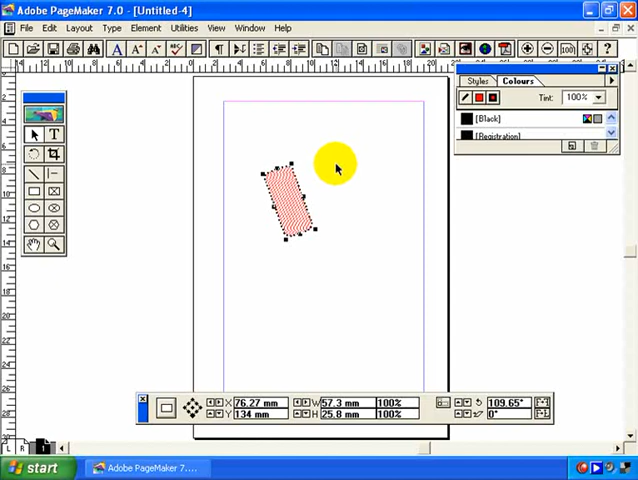 Adobe PageMaker 7.0 - [Untitled-4]
File Edit Layout Type Element Utilities View Window Help
Styles Colours
Tint: 100%
[Black]
[Registration]
T
X 76.27 mm W 57.3 mm 100% 109.65°
Y 134 mm H 25.8 mm 100% 0°
L R 1
start Adobe PageMaker 7....